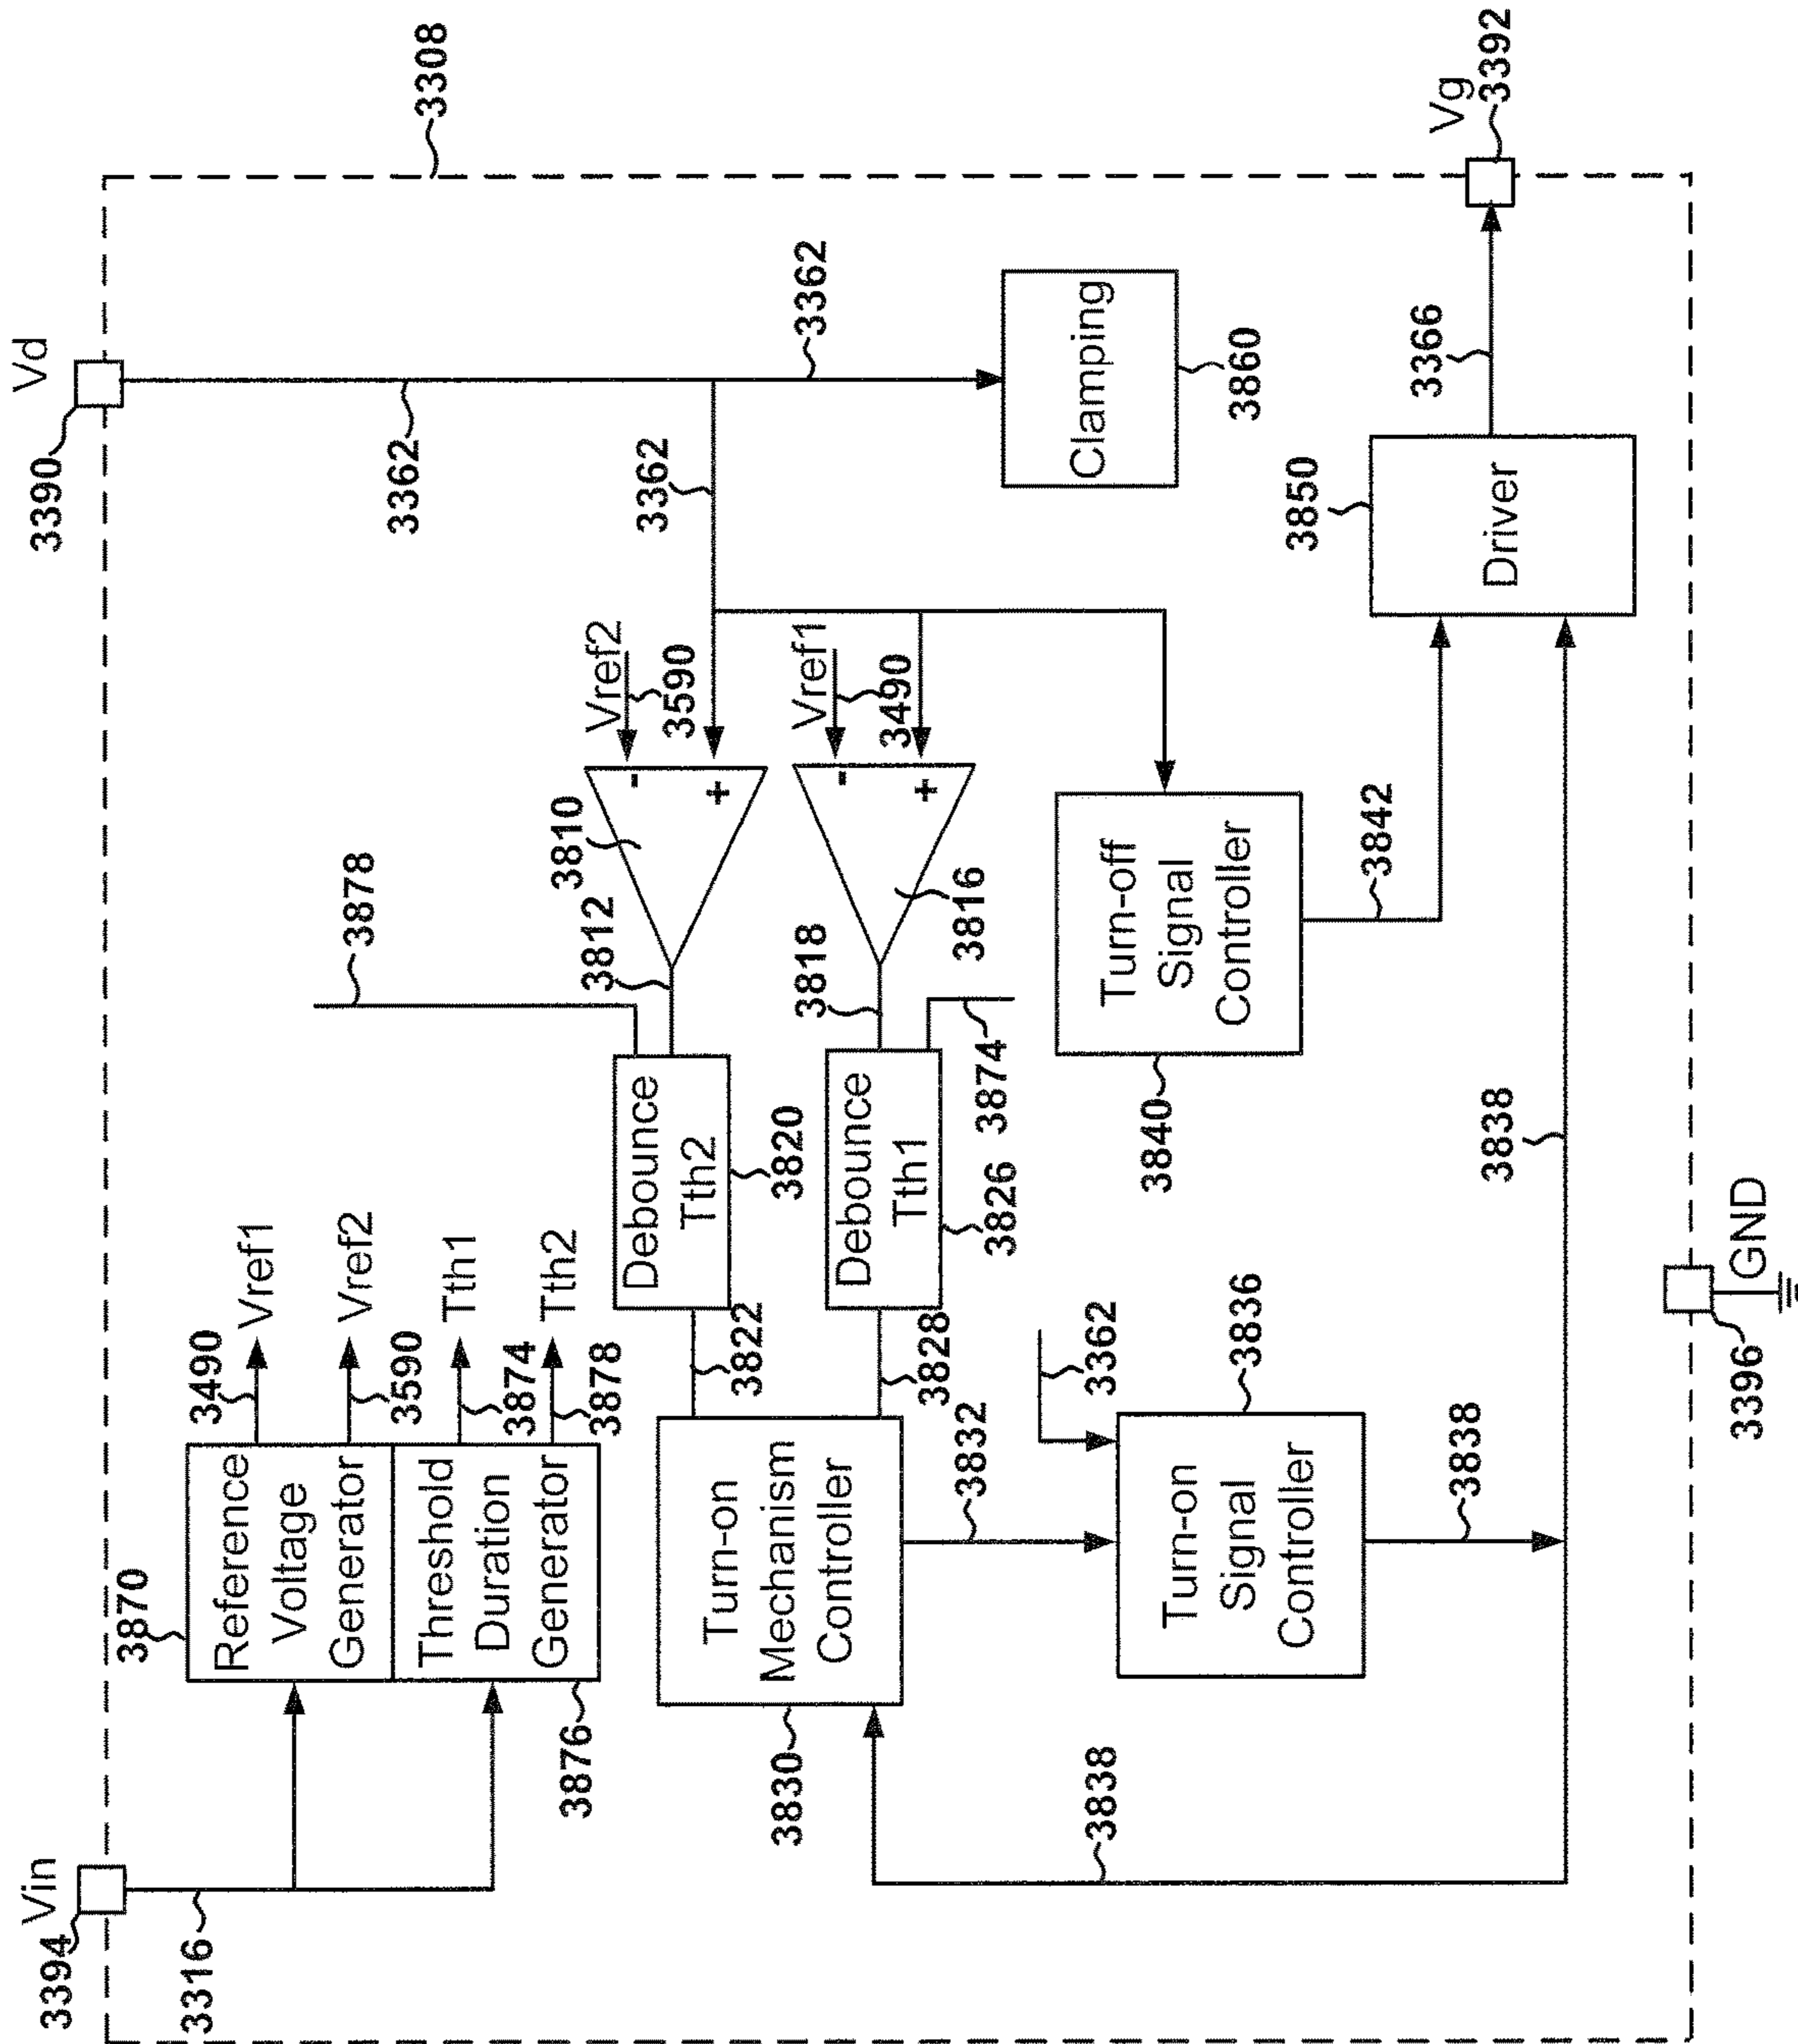 Vin
3394
3316
Vd
3390
3362
3308
3870
Reference
Voltage
Generator
3490
Vref1
3590
Vref2
Threshold
Duration
Generator
3874
Tth1
3878
Tth2
3876
3878
3362
3362
Vref2
3590
3810
-
+
3812
Debounce
Tth2
3820
3822
Vref1
3490
3816
-
+
3818
Debounce
Tth1
3826
3874
3828
Clamping
3860
Turn-on
Mechanism
Controller
3830
3832
3362
Turn-on
Signal
Controller
3836
3838
Turn-off
Signal
Controller
3840
3842
Driver
3850
3366
Vg
3392
3838
3838
3396
GND